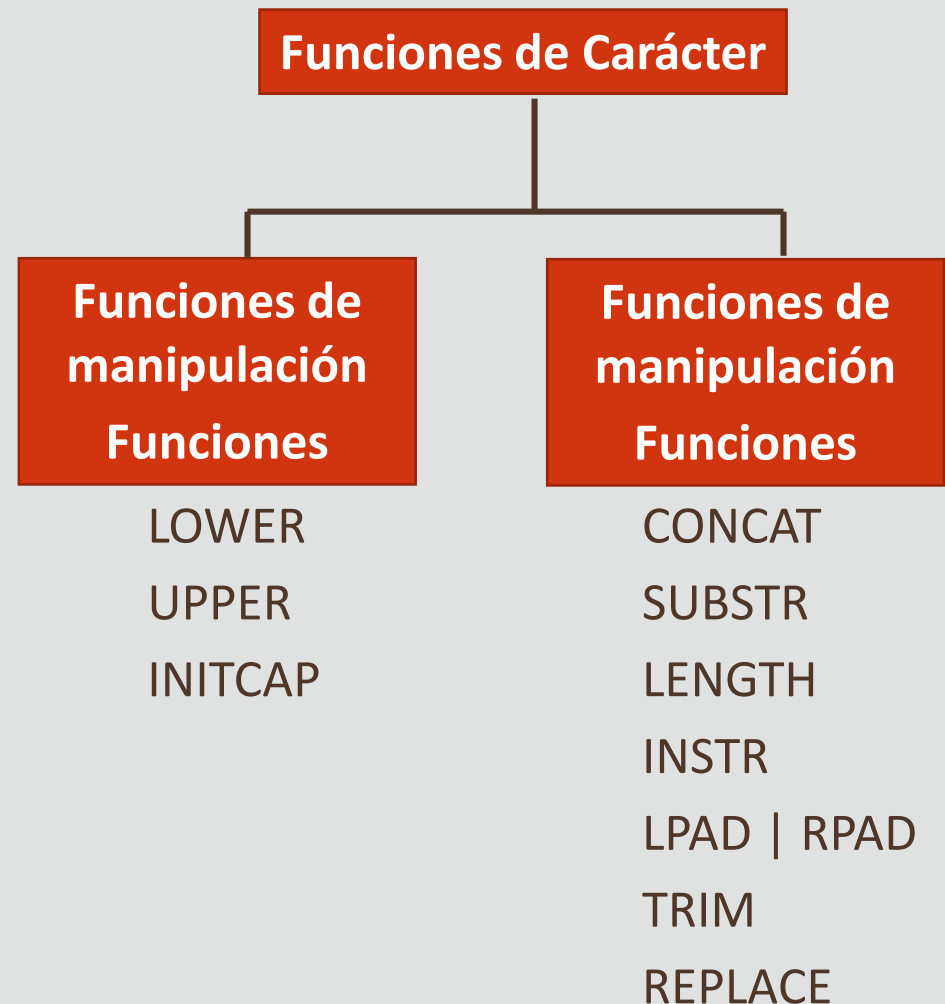 Funciones de Carácter
Funciones de
manipulación
Funciones
LOWER
UPPER
INITCAP
Funciones de
manipulación
Funciones
CONCAT
SUBSTR
LENGTH
INSTR
LPAD | RPAD
TRIM
REPLACE